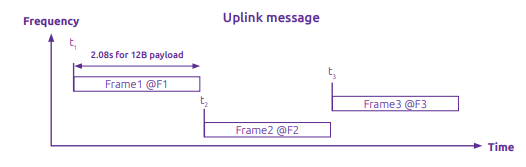 Uplink message
Frequency
t1
2.08s for 12B payload
Frame1 @F1
t2
Frame2 @F2
t3
Frame3 @F3
Time